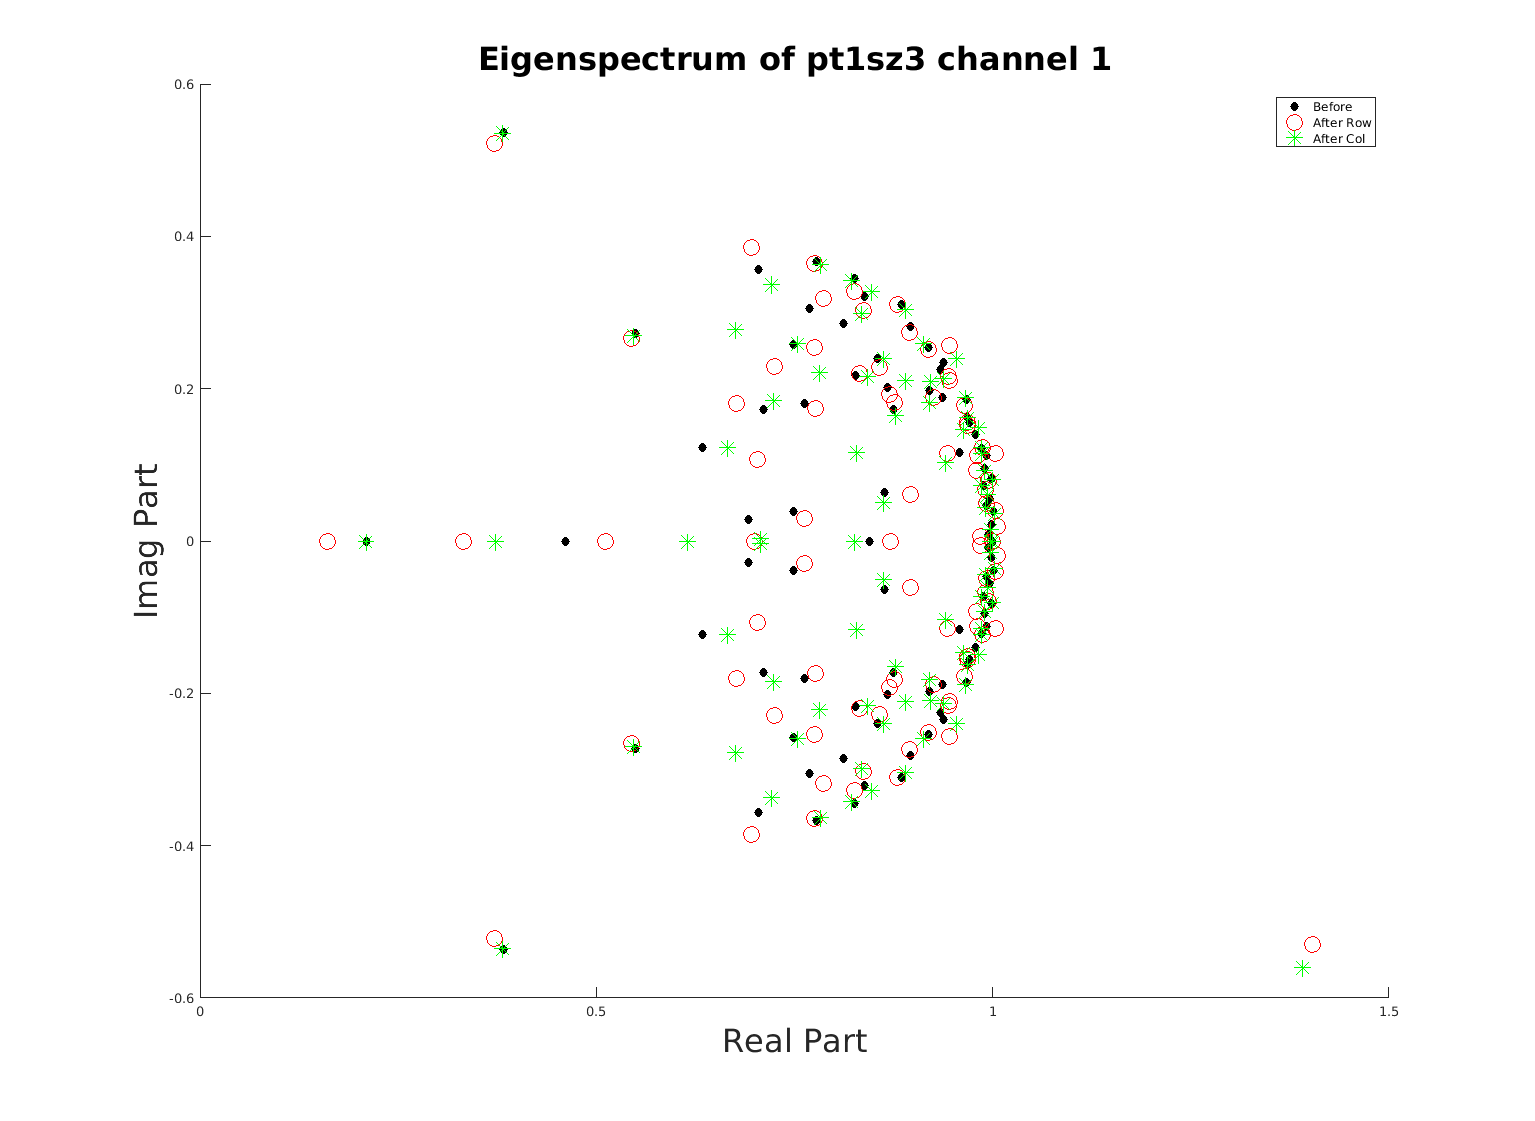 Eigenspectrum of pt1sz3 channel 1
0.6
Before
After Row
After Col
0.4
0.2
Imag Part
0
-0.2
-0.4
-0.6
0
0.5
1
1.5
Real Part